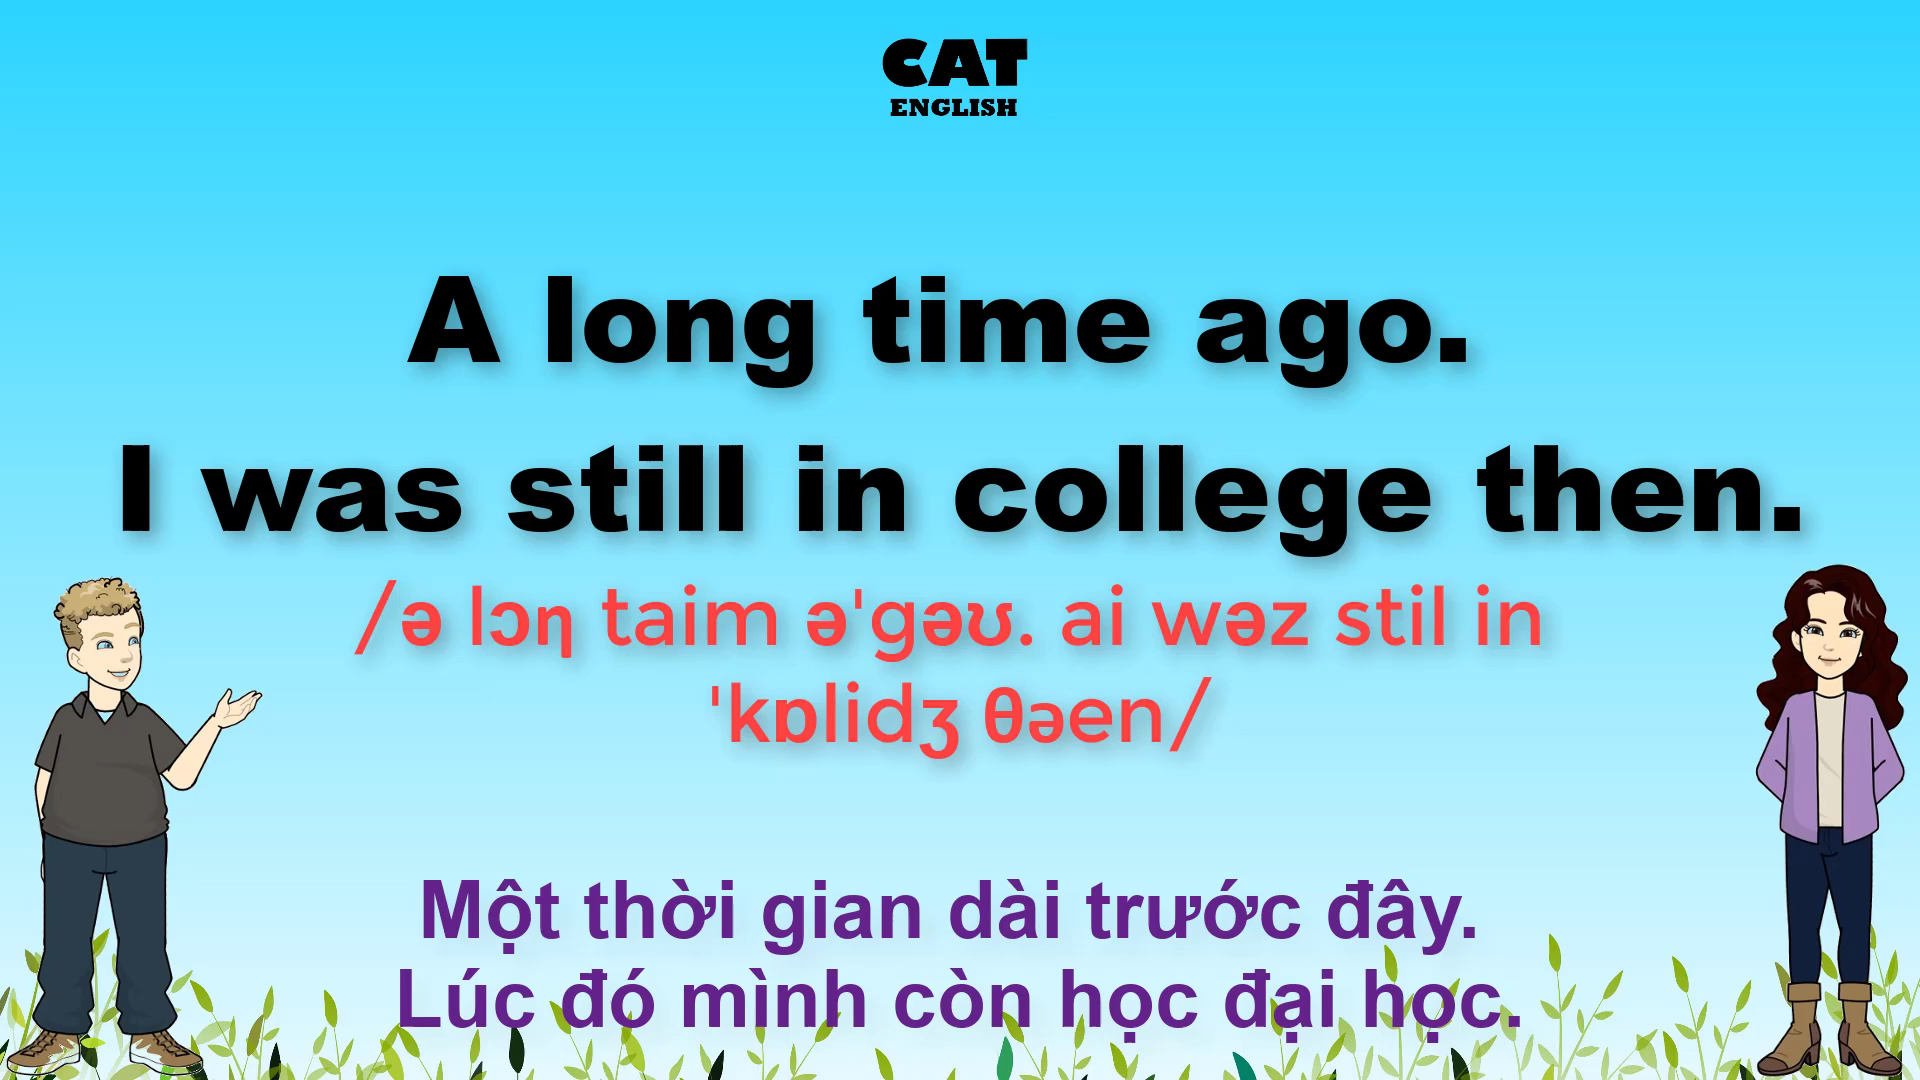 CAT
ENGLISH
A long time ago.
I was still in college then.
/ə lɔη taim ə'gəʊ. ai wəz stil in
'kɒlidʒ θəen/
Một thời gian dài trước đây.
Lúc đó mình còn học đại học.